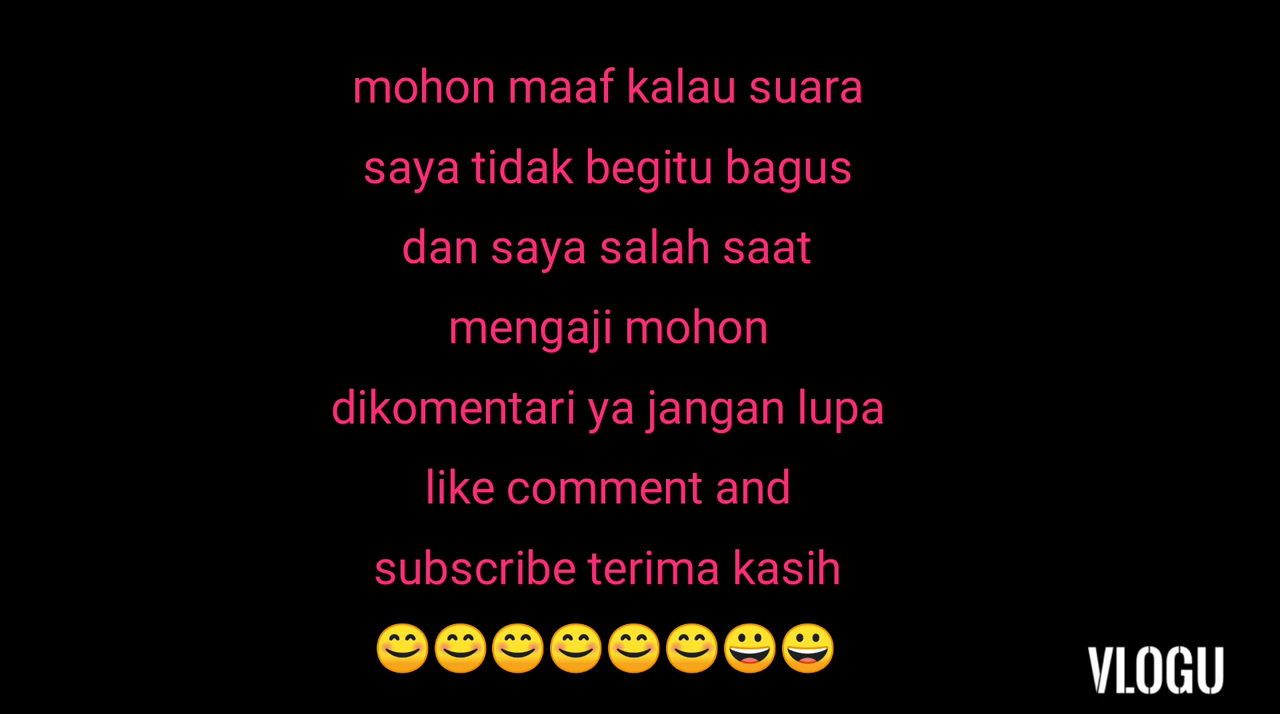 mohon maaf kalau suara
saya tidak begitu bagus
dan saya salah saat
mengaji mohon
dikomentari ya jangan lupa
like comment and
subscribe terima kasih
😊😊😊😊😊😊😀😀
VLOGU